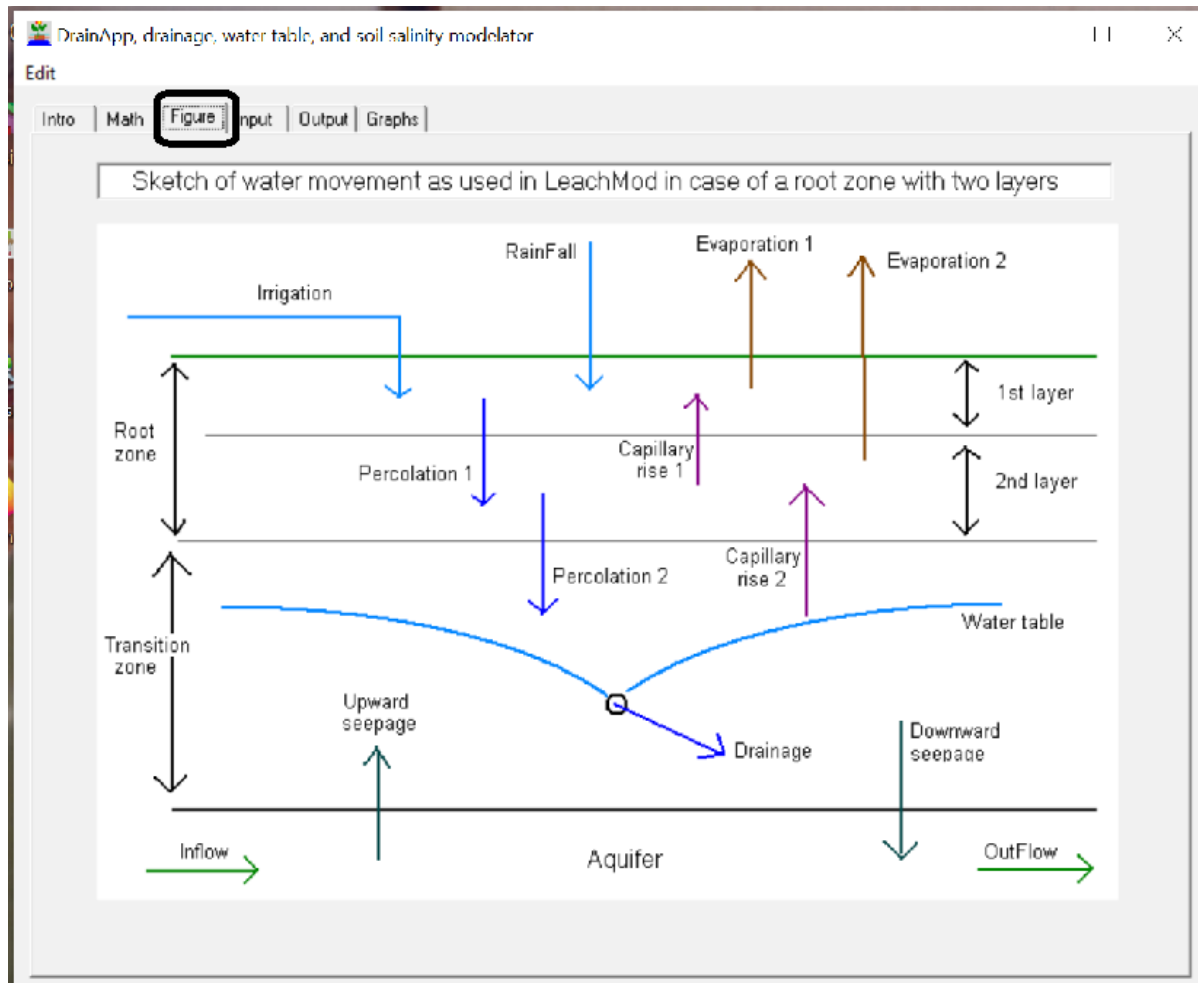 DrainApp, drainage, water table, and soil salinity modelator
Edit
Intro Math Figure nput Output Graphs
Sketch of water movement as used in LeachMod in case of a root zone with two layers
RainFall
Evaporation 1
Evaporation 2
Irrigation
1st layer
Root
zone
Capillary
rise 1
Percolation 1
2nd layer
Capillary
rise 2
Percolation 2
Water table
Transition
zone
Upward
seepage
Drainage
Downward
seepage
Inflow
Aquifer
OutFlow